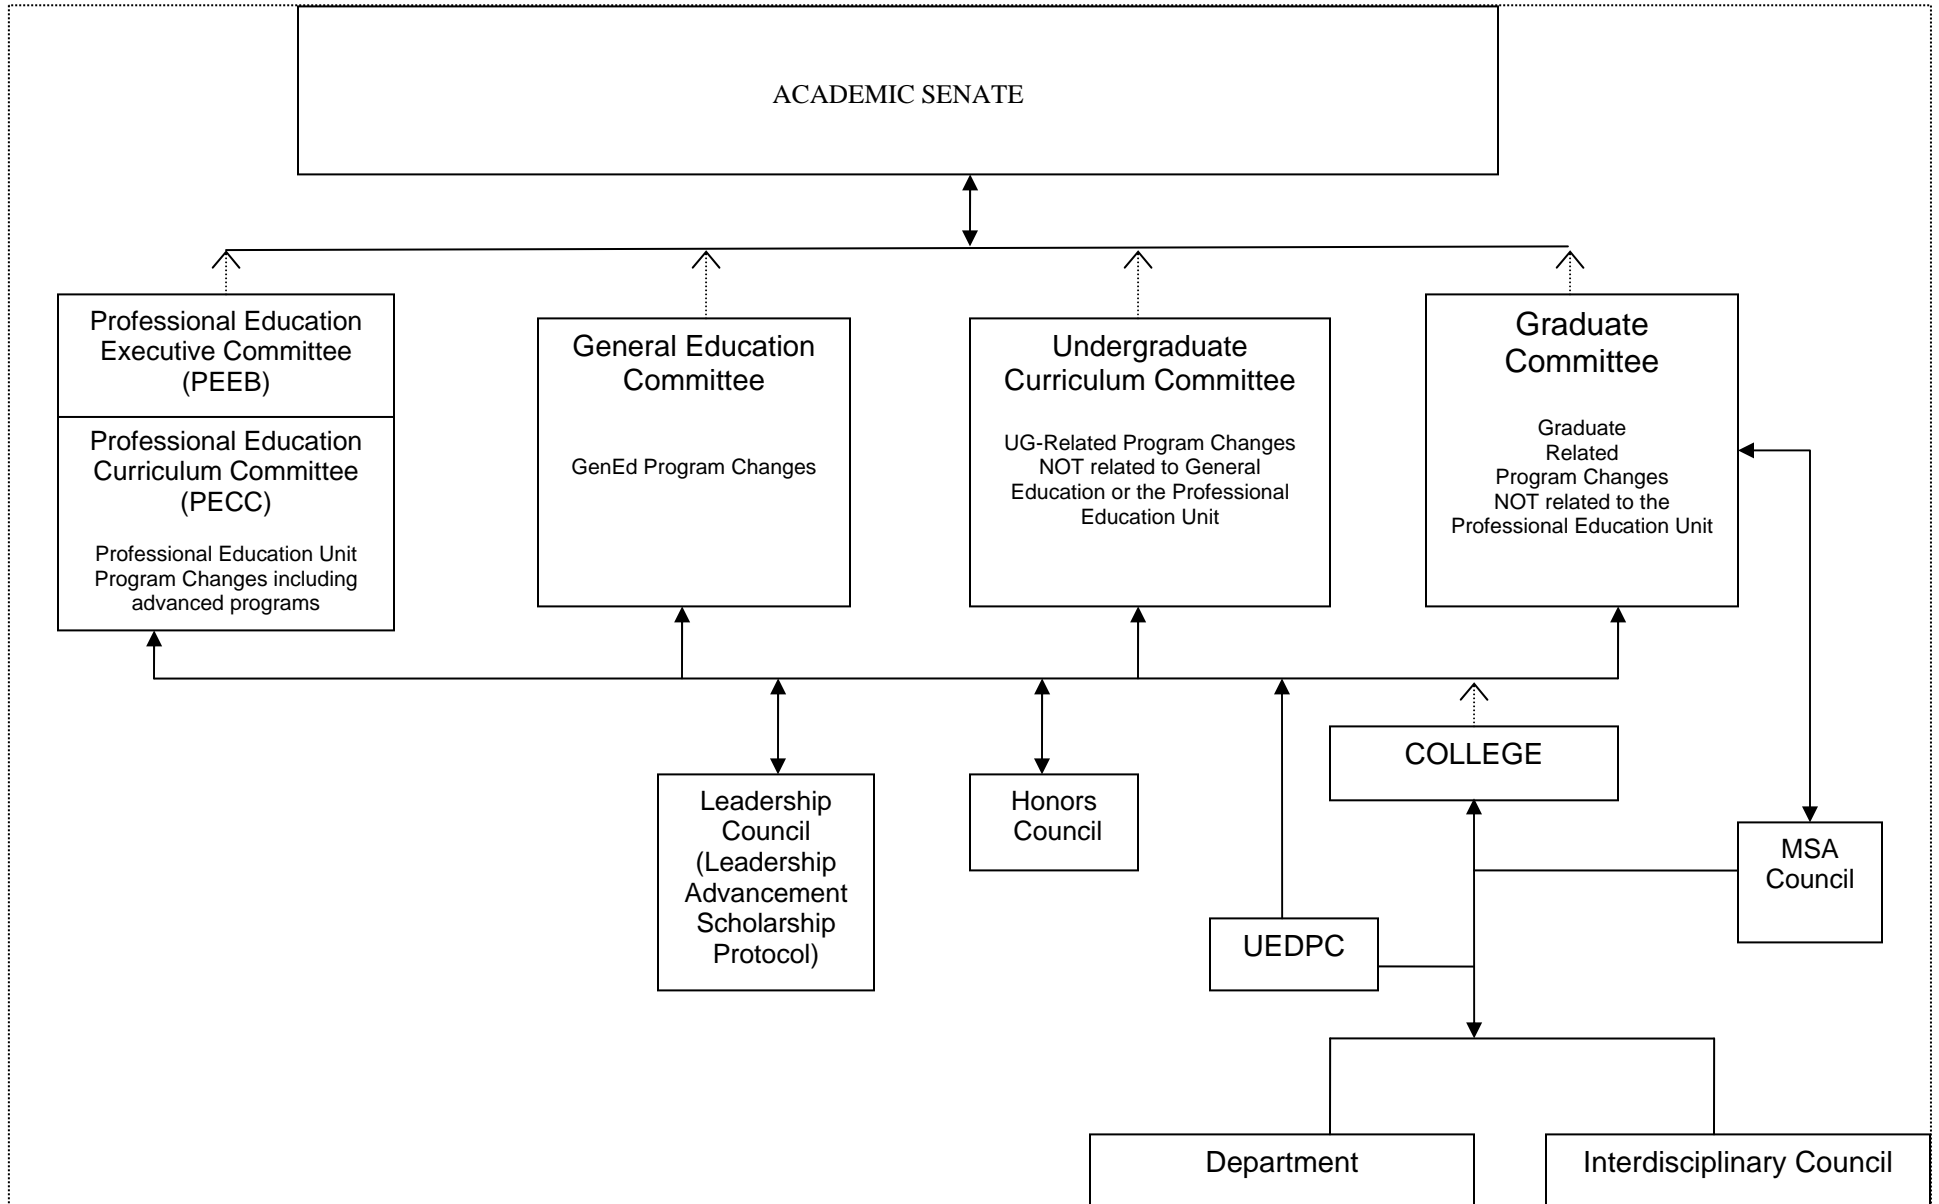 ACADEMIC SENATE
Professional Education
Executive Committee
(PEEB)
Professional Education
Curriculum Committee
(PECC)
Professional Education Unit
Program Changes including
advanced programs
General Education
Committee
GenEd Program Changes
Undergraduate
Curriculum Committee
UG-Related Program Changes
NOT related to General
Education or the Professional
Education Unit
Graduate
Committee
Graduate
Related
Program Changes
NOT related to the
Professional Education Unit
Leadership
Council
(Leadership
Advancement
Scholarship
Protocol)
Honors
Council
COLLEGE
MSA
Council
UEDPC
Department
Interdisciplinary Council